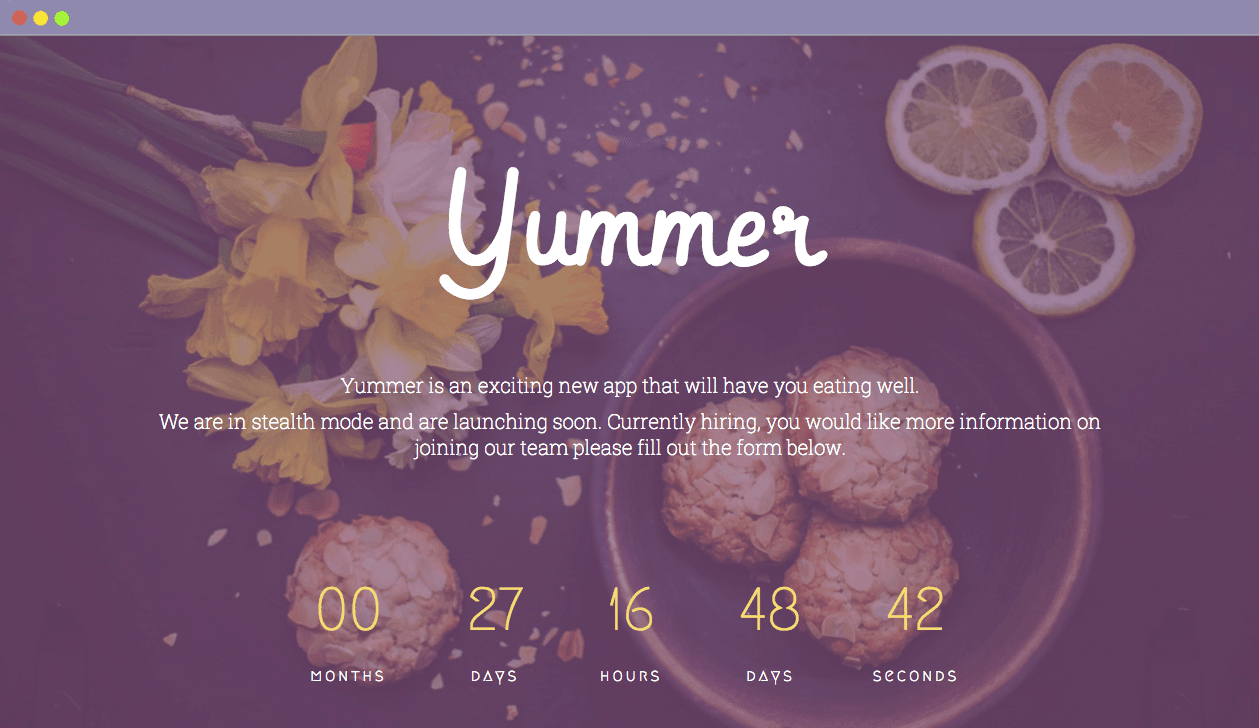 Yummer
Yummer is an exciting new app that will have you eating well.
We are in stealth mode and are launching soon. Currently hiring, you would like more information on
joining our team please fill out the form below.
00 27 16 48 42
MONTHS DAYS HOURS DAYS SECONDS